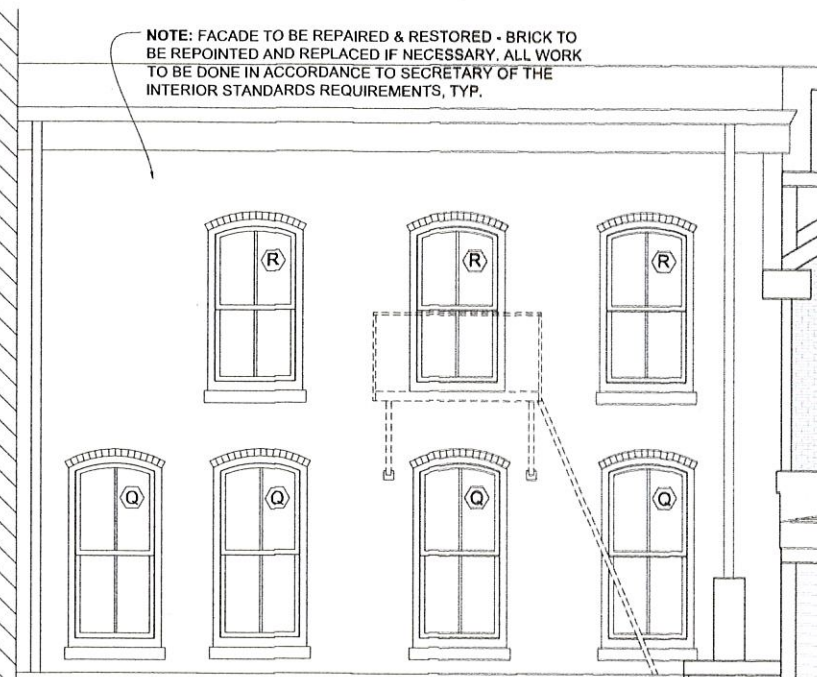 NOTE: FACADE TO BE REPAIRED & RESTORED - BRICK TO
BE REPOINTED AND REPLACED IF NECESSARY. ALL WORK
TO BE DONE IN ACCORDANCE TO SECRETARY OF THE
INTERIOR STANDARDS REQUIREMENTS, TYP.
R R R
Q Q Q Q